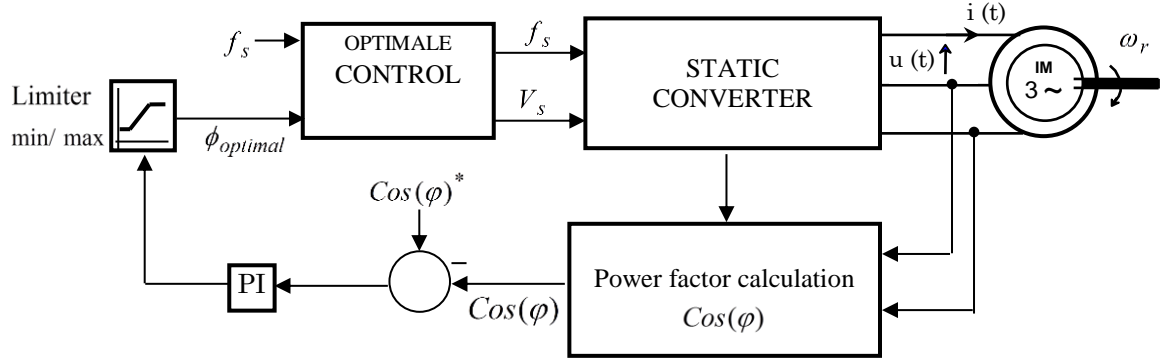 i (t)
f_s
OPTIMALE
CONTROL
f_s
V_s
STATIC
CONVERTER
u (t)
IM
3 ~
ω_r
Limiter
min/ max
ϕ_optimal
Cos(φ)*
−
PI
Cos(φ)
Power factor calculation
Cos(φ)